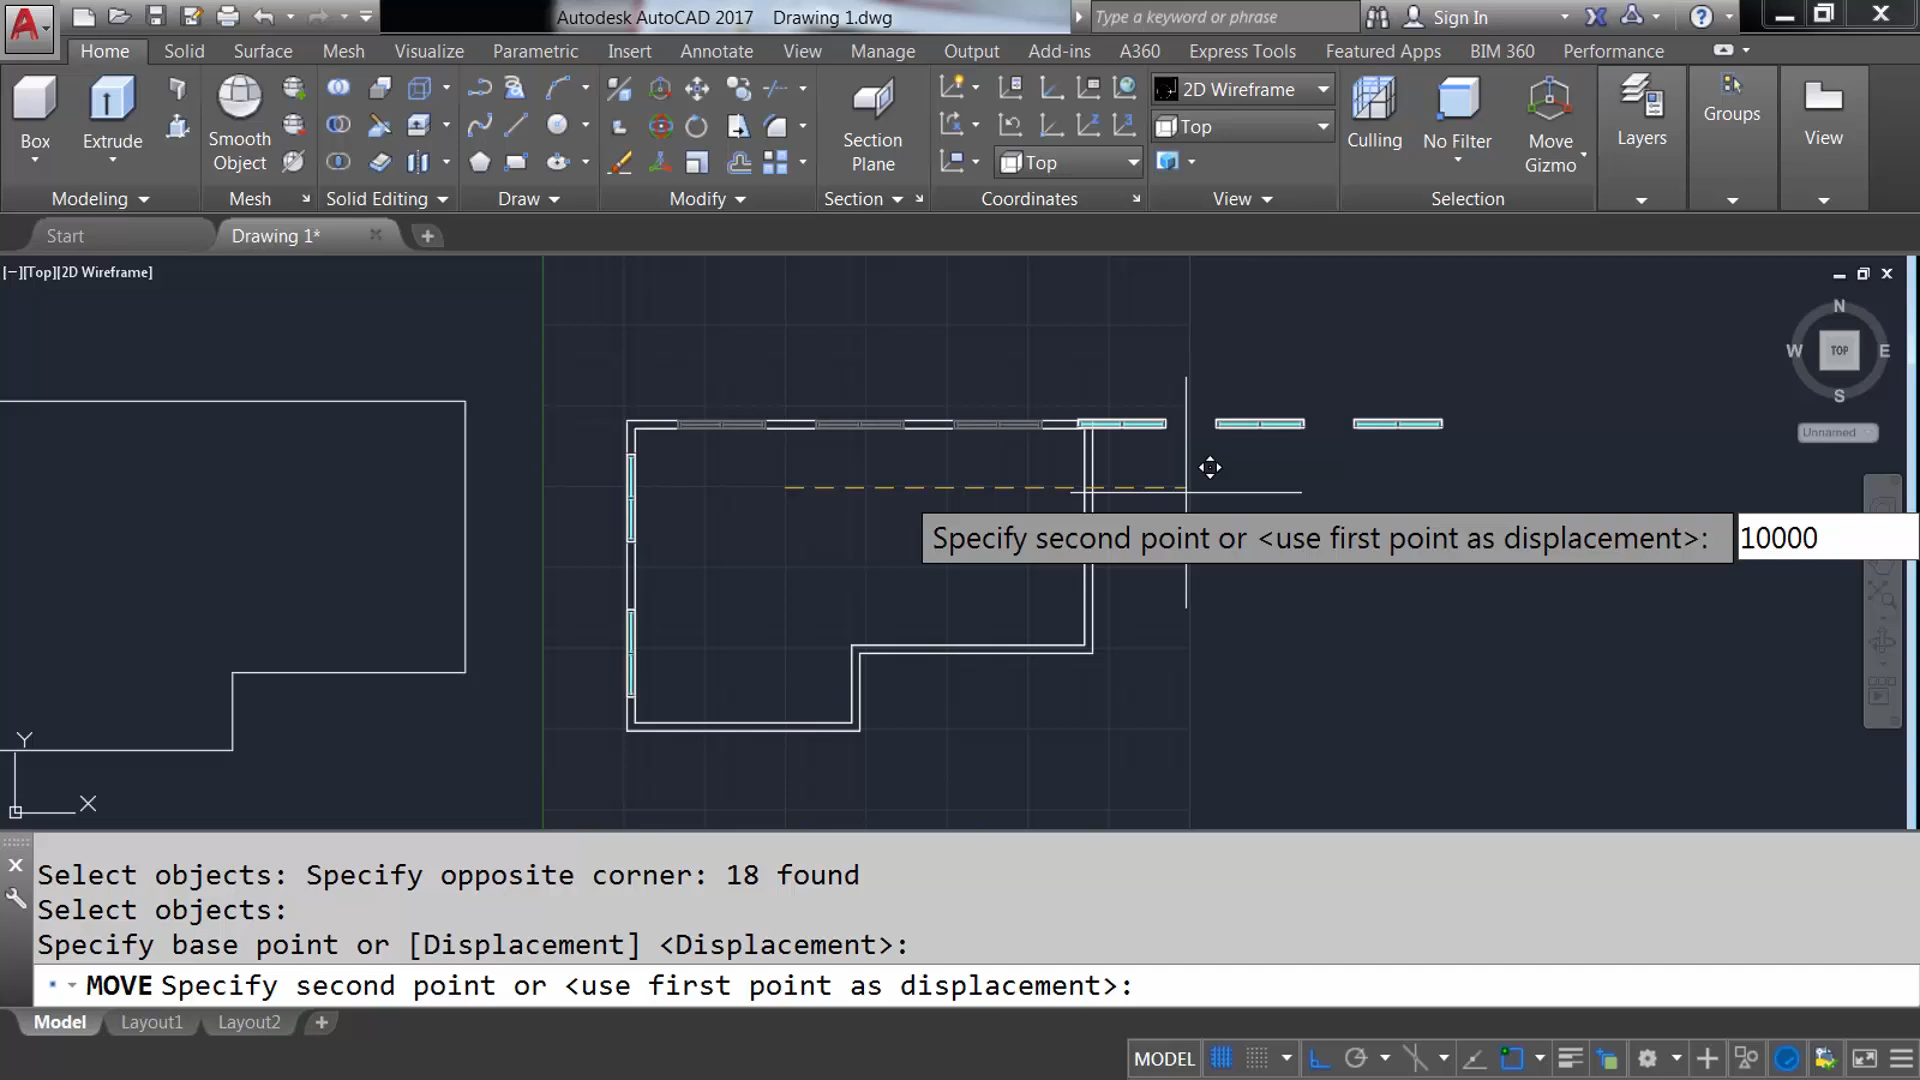 Autodesk AutoCAD 2017 Drawing 1.dwg
Type a keyword or phrase
Sign In
Home Solid Surface Mesh Visualize Parametric Insert Annotate View Manage Output Add-ins A360 Express Tools Featured Apps BIM 360 Performance
Box
Extrude
Smooth
Object
Section
Plane
2D Wireframe
Top
Top
Culling
No Filter
Move
Gizmo
Layers
Groups
View
Modeling Mesh Solid Editing Draw Modify Section Coordinates View Selection
Start
Drawing 1*
[−][Top][2D Wireframe]
N
W TOP E
S
Unnamed
Specify second point or <use first point as displacement>: 10000
Y
X
Select objects: Specify opposite corner: 18 found
Select objects:
Specify base point or [Displacement] <Displacement>:
MOVE Specify second point or <use first point as displacement>:
Model Layout1 Layout2
MODEL